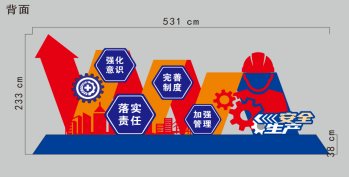 背面
531 cm
233 cm
强化
意识
完善
制度
落实
责任
加强
管理
安全
生产
38 cm